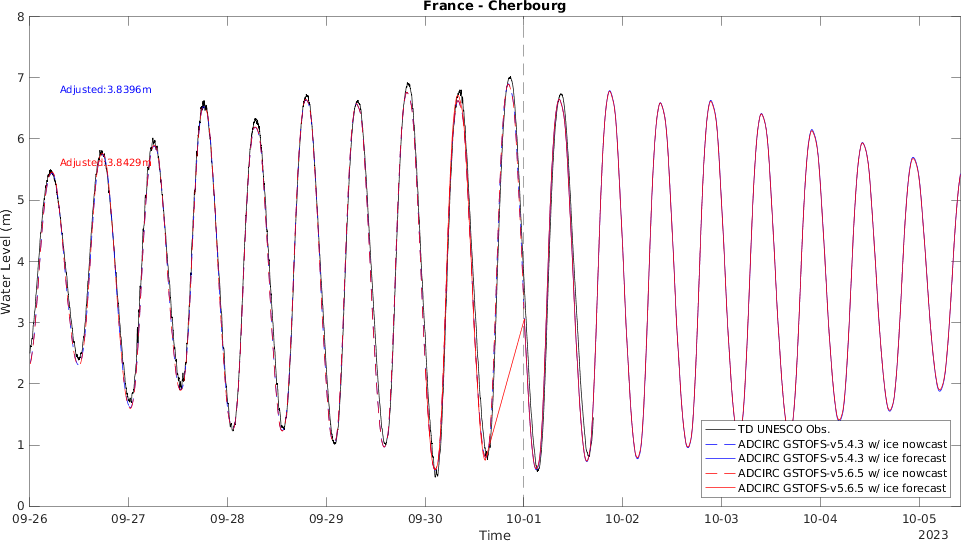 France - Cherbourg
8
7
6
5
4
3
2
1
0
Water Level (m)
Adjusted:3.8396m
Adjusted:3.8429m
TD UNESCO Obs.
ADCIRC GSTOFS-v5.4.3 w/ ice nowcast
ADCIRC GSTOFS-v5.4.3 w/ ice forecast
ADCIRC GSTOFS-v5.6.5 w/ ice nowcast
ADCIRC GSTOFS-v5.6.5 w/ ice forecast
09-26 09-27 09-28 09-29 09-30 10-01 10-02 10-03 10-04 10-05
Time
2023